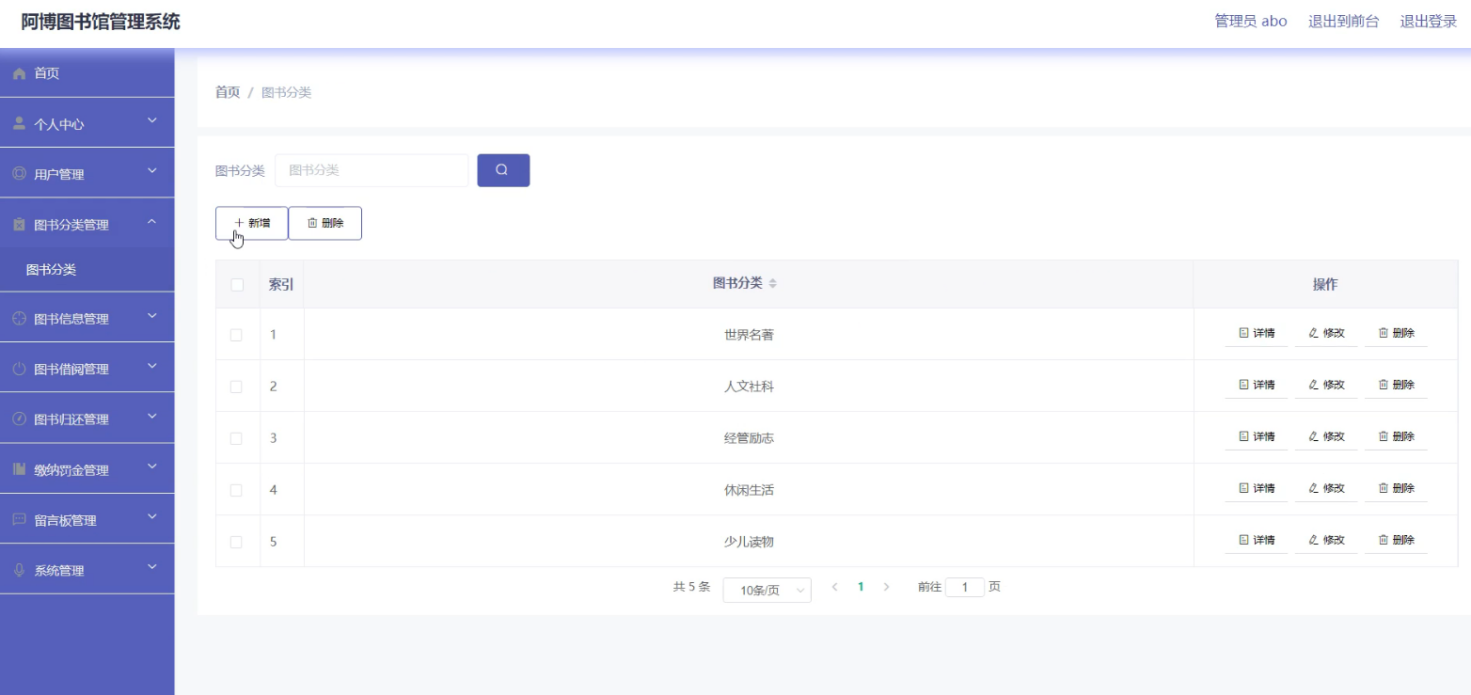 阿博图书馆管理系统
管理员 abo 退出到前台 退出登录
首页
个人中心
用户管理
图书分类管理
图书分类
图书信息管理
图书借阅管理
图书归还管理
缴纳罚金管理
留言板管理
系统管理
首页 / 图书分类
图书分类 图书分类
新增 删除
索引 图书分类 操作
1 世界名著 详情 修改 删除
2 人文社科 详情 修改 删除
3 经管励志 详情 修改 删除
4 休闲生活 详情 修改 删除
5 少儿读物 详情 修改 删除
共 5 条 10条/页 1 前往 1 页